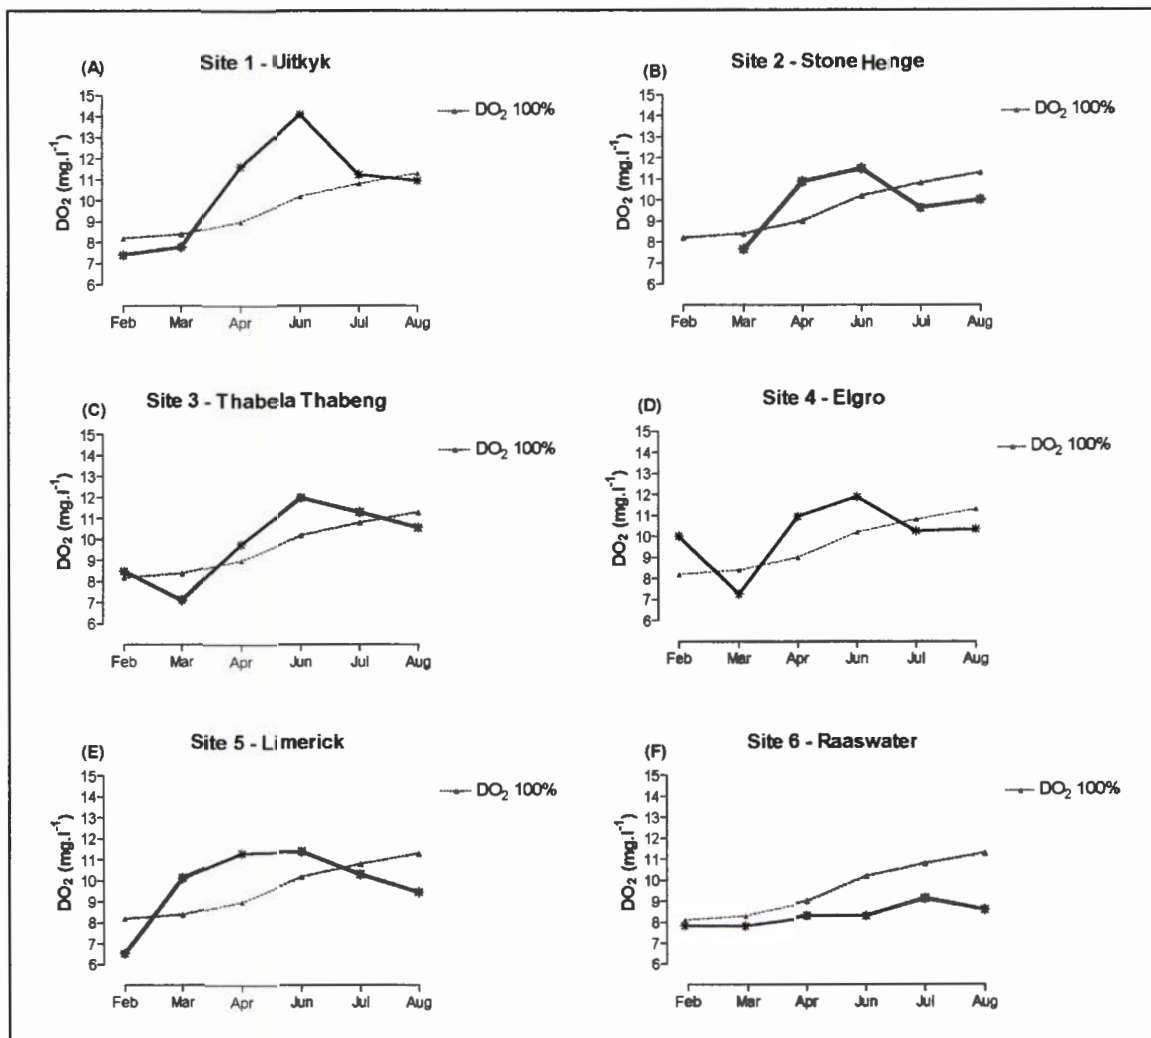 (A) Site 1 - Uitkyk
DO2 (mg.l-1)
15
14
13
12
11
10
9
8
7
6
Feb Mar Apr Jun Jul Aug
DO2 100%
(B) Site 2 - Stone Henge
DO2 (mg.l-1)
15
14
13
12
11
10
9
8
7
6
Feb Mar Apr Jun Jul Aug
DO2 100%
(C) Site 3 - Thabela Thabeng
DO2 (mg.l-1)
15
14
13
12
11
10
9
8
7
6
Feb Mar Apr Jun Jul Aug
DO2 100%
(D) Site 4 - Elgro
DO2 (mg.l-1)
15
14
13
12
11
10
9
8
7
6
Feb Mar Apr Jun Jul Aug
DO2 100%
(E) Site 5 - Limerick
DO2 (mg.l-1)
15
14
13
12
11
10
9
8
7
6
Feb Mar Apr Jun Jul Aug
DO2 100%
(F) Site 6 - Raaswater
DO2 (mg.l-1)
15
14
13
12
11
10
9
8
7
6
Feb Mar Apr Jun Jul Aug
DO2 100%